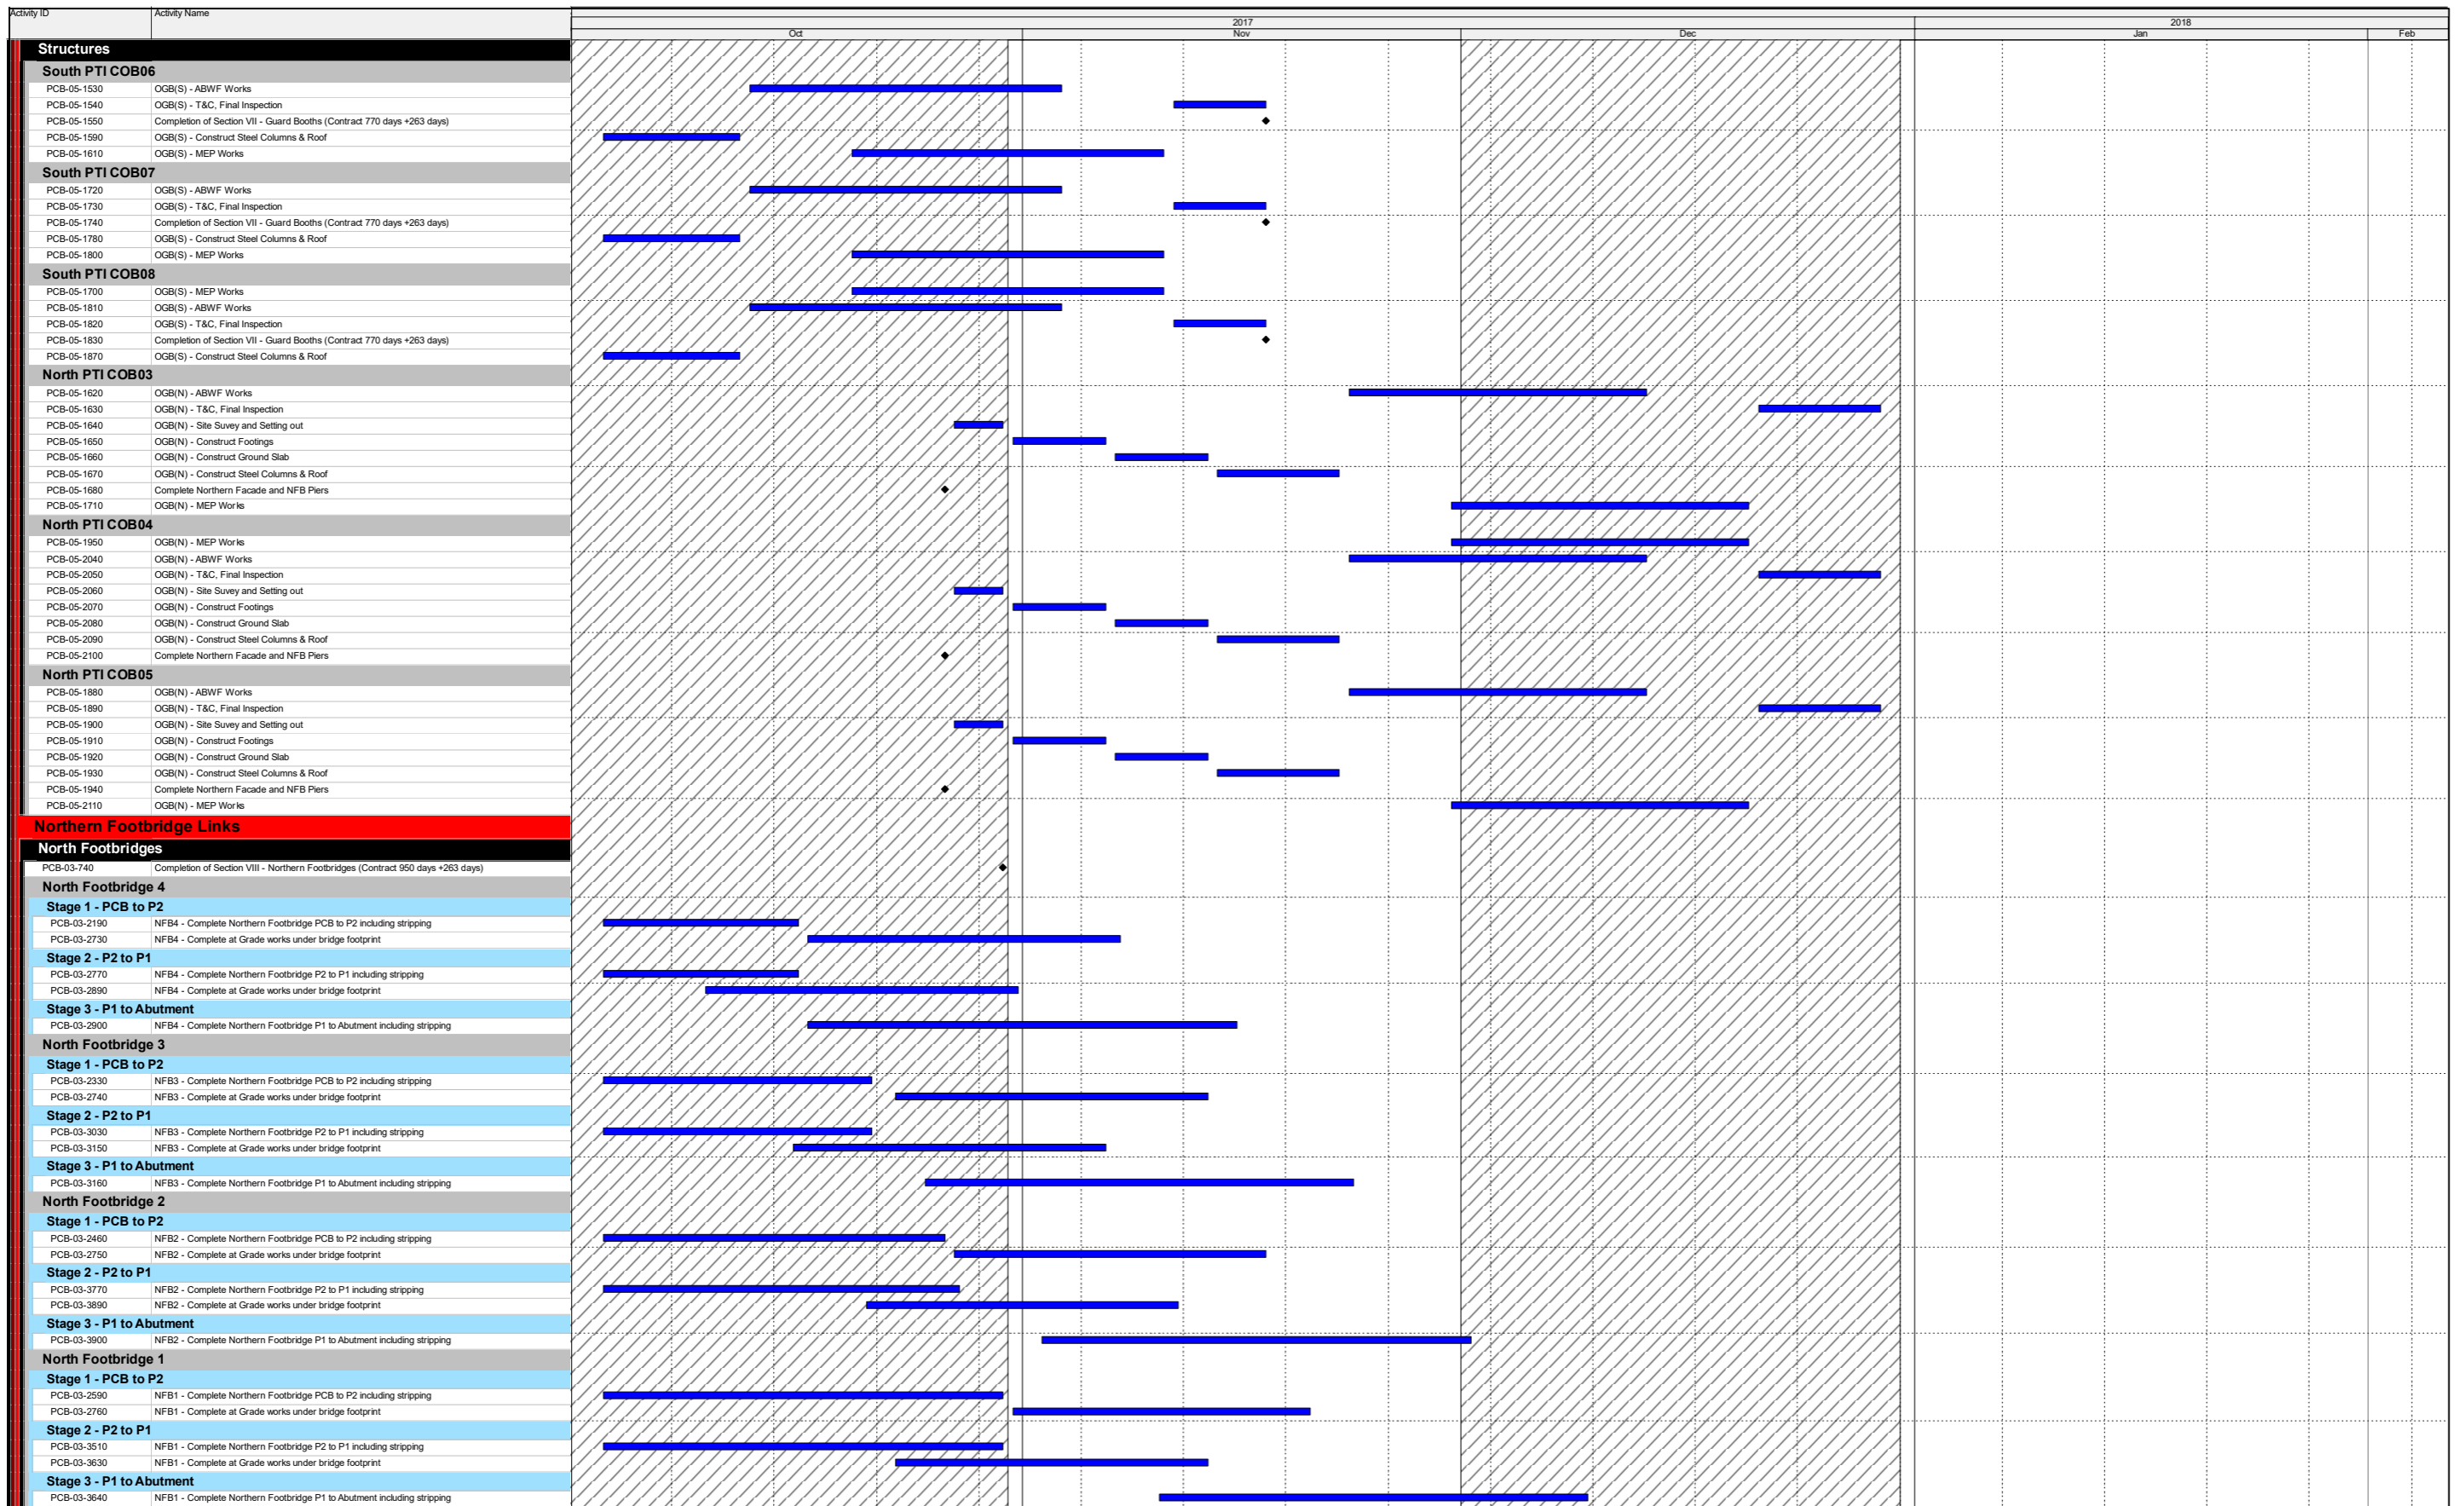 Activity ID Activity Name
2017 2018
Oct Nov Dec Jan Feb
Structures
South PTI COB06
PCB-05-1530 OGB(S) - ABWF Works
PCB-05-1540 OGB(S) - T&C, Final Inspection
PCB-05-1550 Completion of Section VII - Guard Booths (Contract 770 days +263 days)
PCB-05-1590 OGB(S) - Construct Steel Columns & Roof
PCB-05-1610 OGB(S) - MEP Works
South PTI COB07
PCB-05-1720 OGB(S) - ABWF Works
PCB-05-1730 OGB(S) - T&C, Final Inspection
PCB-05-1740 Completion of Section VII - Guard Booths (Contract 770 days +263 days)
PCB-05-1780 OGB(S) - Construct Steel Columns & Roof
PCB-05-1800 OGB(S) - MEP Works
South PTI COB08
PCB-05-1700 OGB(S) - MEP Works
PCB-05-1810 OGB(S) - ABWF Works
PCB-05-1820 OGB(S) - T&C, Final Inspection
PCB-05-1830 Completion of Section VII - Guard Booths (Contract 770 days +263 days)
PCB-05-1870 OGB(S) - Construct Steel Columns & Roof
North PTI COB03
PCB-05-1620 OGB(N) - ABWF Works
PCB-05-1630 OGB(N) - T&C, Final Inspection
PCB-05-1640 OGB(N) - Site Suvey and Setting out
PCB-05-1650 OGB(N) - Construct Footings
PCB-05-1660 OGB(N) - Construct Ground Slab
PCB-05-1670 OGB(N) - Construct Steel Columns & Roof
PCB-05-1680 Complete Northern Facade and NFB Piers
PCB-05-1710 OGB(N) - MEP Works
North PTI COB04
PCB-05-1950 OGB(N) - MEP Works
PCB-05-2040 OGB(N) - ABWF Works
PCB-05-2050 OGB(N) - T&C, Final Inspection
PCB-05-2060 OGB(N) - Site Suvey and Setting out
PCB-05-2070 OGB(N) - Construct Footings
PCB-05-2080 OGB(N) - Construct Ground Slab
PCB-05-2090 OGB(N) - Construct Steel Columns & Roof
PCB-05-2100 Complete Northern Facade and NFB Piers
North PTI COB05
PCB-05-1880 OGB(N) - ABWF Works
PCB-05-1890 OGB(N) - T&C, Final Inspection
PCB-05-1900 OGB(N) - Site Suvey and Setting out
PCB-05-1910 OGB(N) - Construct Footings
PCB-05-1920 OGB(N) - Construct Ground Slab
PCB-05-1930 OGB(N) - Construct Steel Columns & Roof
PCB-05-1940 Complete Northern Facade and NFB Piers
PCB-05-2110 OGB(N) - MEP Works
Northern Footbridge Links
North Footbridges
PCB-03-740 Completion of Section VIII - Northern Footbridges (Contract 950 days +263 days)
North Footbridge 4
Stage 1 - PCB to P2
PCB-03-2190 NFB4 - Complete Northern Footbridge PCB to P2 including stripping
PCB-03-2730 NFB4 - Complete at Grade works under bridge footprint
Stage 2 - P2 to P1
PCB-03-2770 NFB4 - Complete Northern Footbridge P2 to P1 including stripping
PCB-03-2890 NFB4 - Complete at Grade works under bridge footprint
Stage 3 - P1 to Abutment
PCB-03-2900 NFB4 - Complete Northern Footbridge P1 to Abutment including stripping
North Footbridge 3
Stage 1 - PCB to P2
PCB-03-2330 NFB3 - Complete Northern Footbridge PCB to P2 including stripping
PCB-03-2740 NFB3 - Complete at Grade works under bridge footprint
Stage 2 - P2 to P1
PCB-03-3030 NFB3 - Complete Northern Footbridge P2 to P1 including stripping
PCB-03-3150 NFB3 - Complete at Grade works under bridge footprint
Stage 3 - P1 to Abutment
PCB-03-3160 NFB3 - Complete Northern Footbridge P1 to Abutment including stripping
North Footbridge 2
Stage 1 - PCB to P2
PCB-03-2460 NFB2 - Complete Northern Footbridge PCB to P2 including stripping
PCB-03-2750 NFB2 - Complete at Grade works under bridge footprint
Stage 2 - P2 to P1
PCB-03-3770 NFB2 - Complete Northern Footbridge P2 to P1 including stripping
PCB-03-3890 NFB2 - Complete at Grade works under bridge footprint
Stage 3 - P1 to Abutment
PCB-03-3900 NFB2 - Complete Northern Footbridge P1 to Abutment including stripping
North Footbridge 1
Stage 1 - PCB to P2
PCB-03-2590 NFB1 - Complete Northern Footbridge PCB to P2 including stripping
PCB-03-2760 NFB1 - Complete at Grade works under bridge footprint
Stage 2 - P2 to P1
PCB-03-3510 NFB1 - Complete Northern Footbridge P2 to P1 including stripping
PCB-03-3630 NFB1 - Complete at Grade works under bridge footprint
Stage 3 - P1 to Abutment
PCB-03-3640 NFB1 - Complete Northern Footbridge P1 to Abutment including stripping